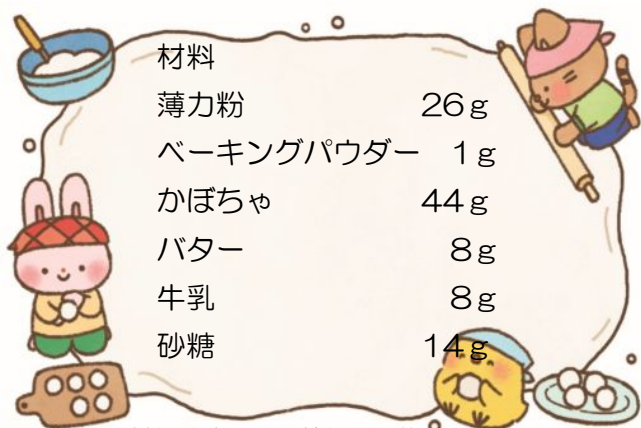 材料
薄力粉 26g
ベーキングパウダー 1g
かぼちゃ 44g
バター 8g
牛乳 8g
砂糖 14g